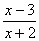 x − 3
x + 2